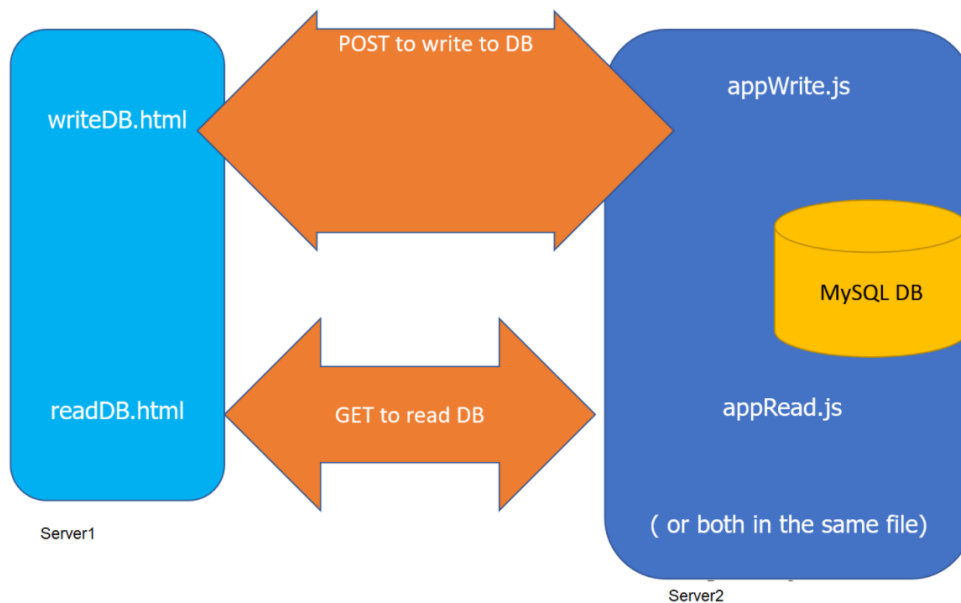 POST to write to DB
writeDB.html
appWrite.js
MySQL DB
readDB.html
GET to read DB
appRead.js
( or both in the same file)
Server1
Server2